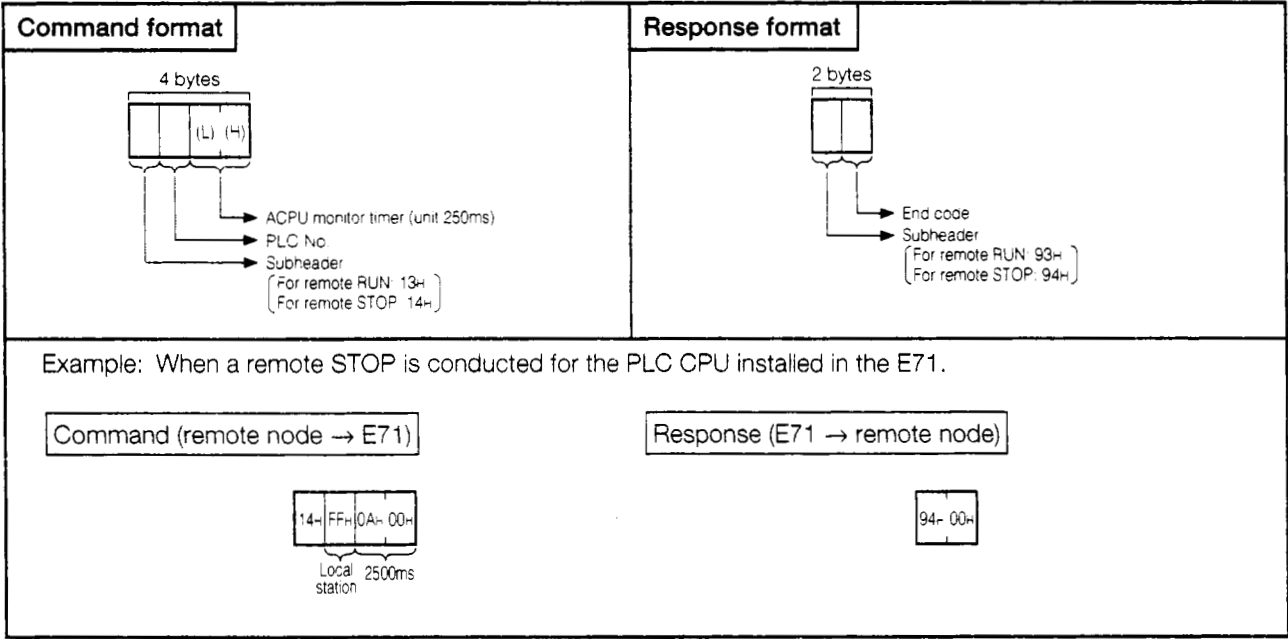 Command format
4 bytes
(L) (H)
ACPU monitor timer (unit 250ms)
PLC No.
Subheader
For remote RUN: 13H
For remote STOP: 14H
Response format
2 bytes
End code
Subheader
For remote RUN: 93H
For remote STOP: 94H
Example: When a remote STOP is conducted for the PLC CPU installed in the E71.
Command (remote node → E71)
14H FFH 0AH 00H
Local station
2500ms
Response (E71 → remote node)
94H 00H